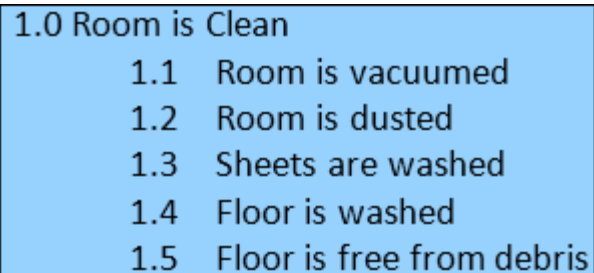 1.0 Room is Clean
1.1 Room is vacuumed
1.2 Room is dusted
1.3 Sheets are washed
1.4 Floor is washed
1.5 Floor is free from debris